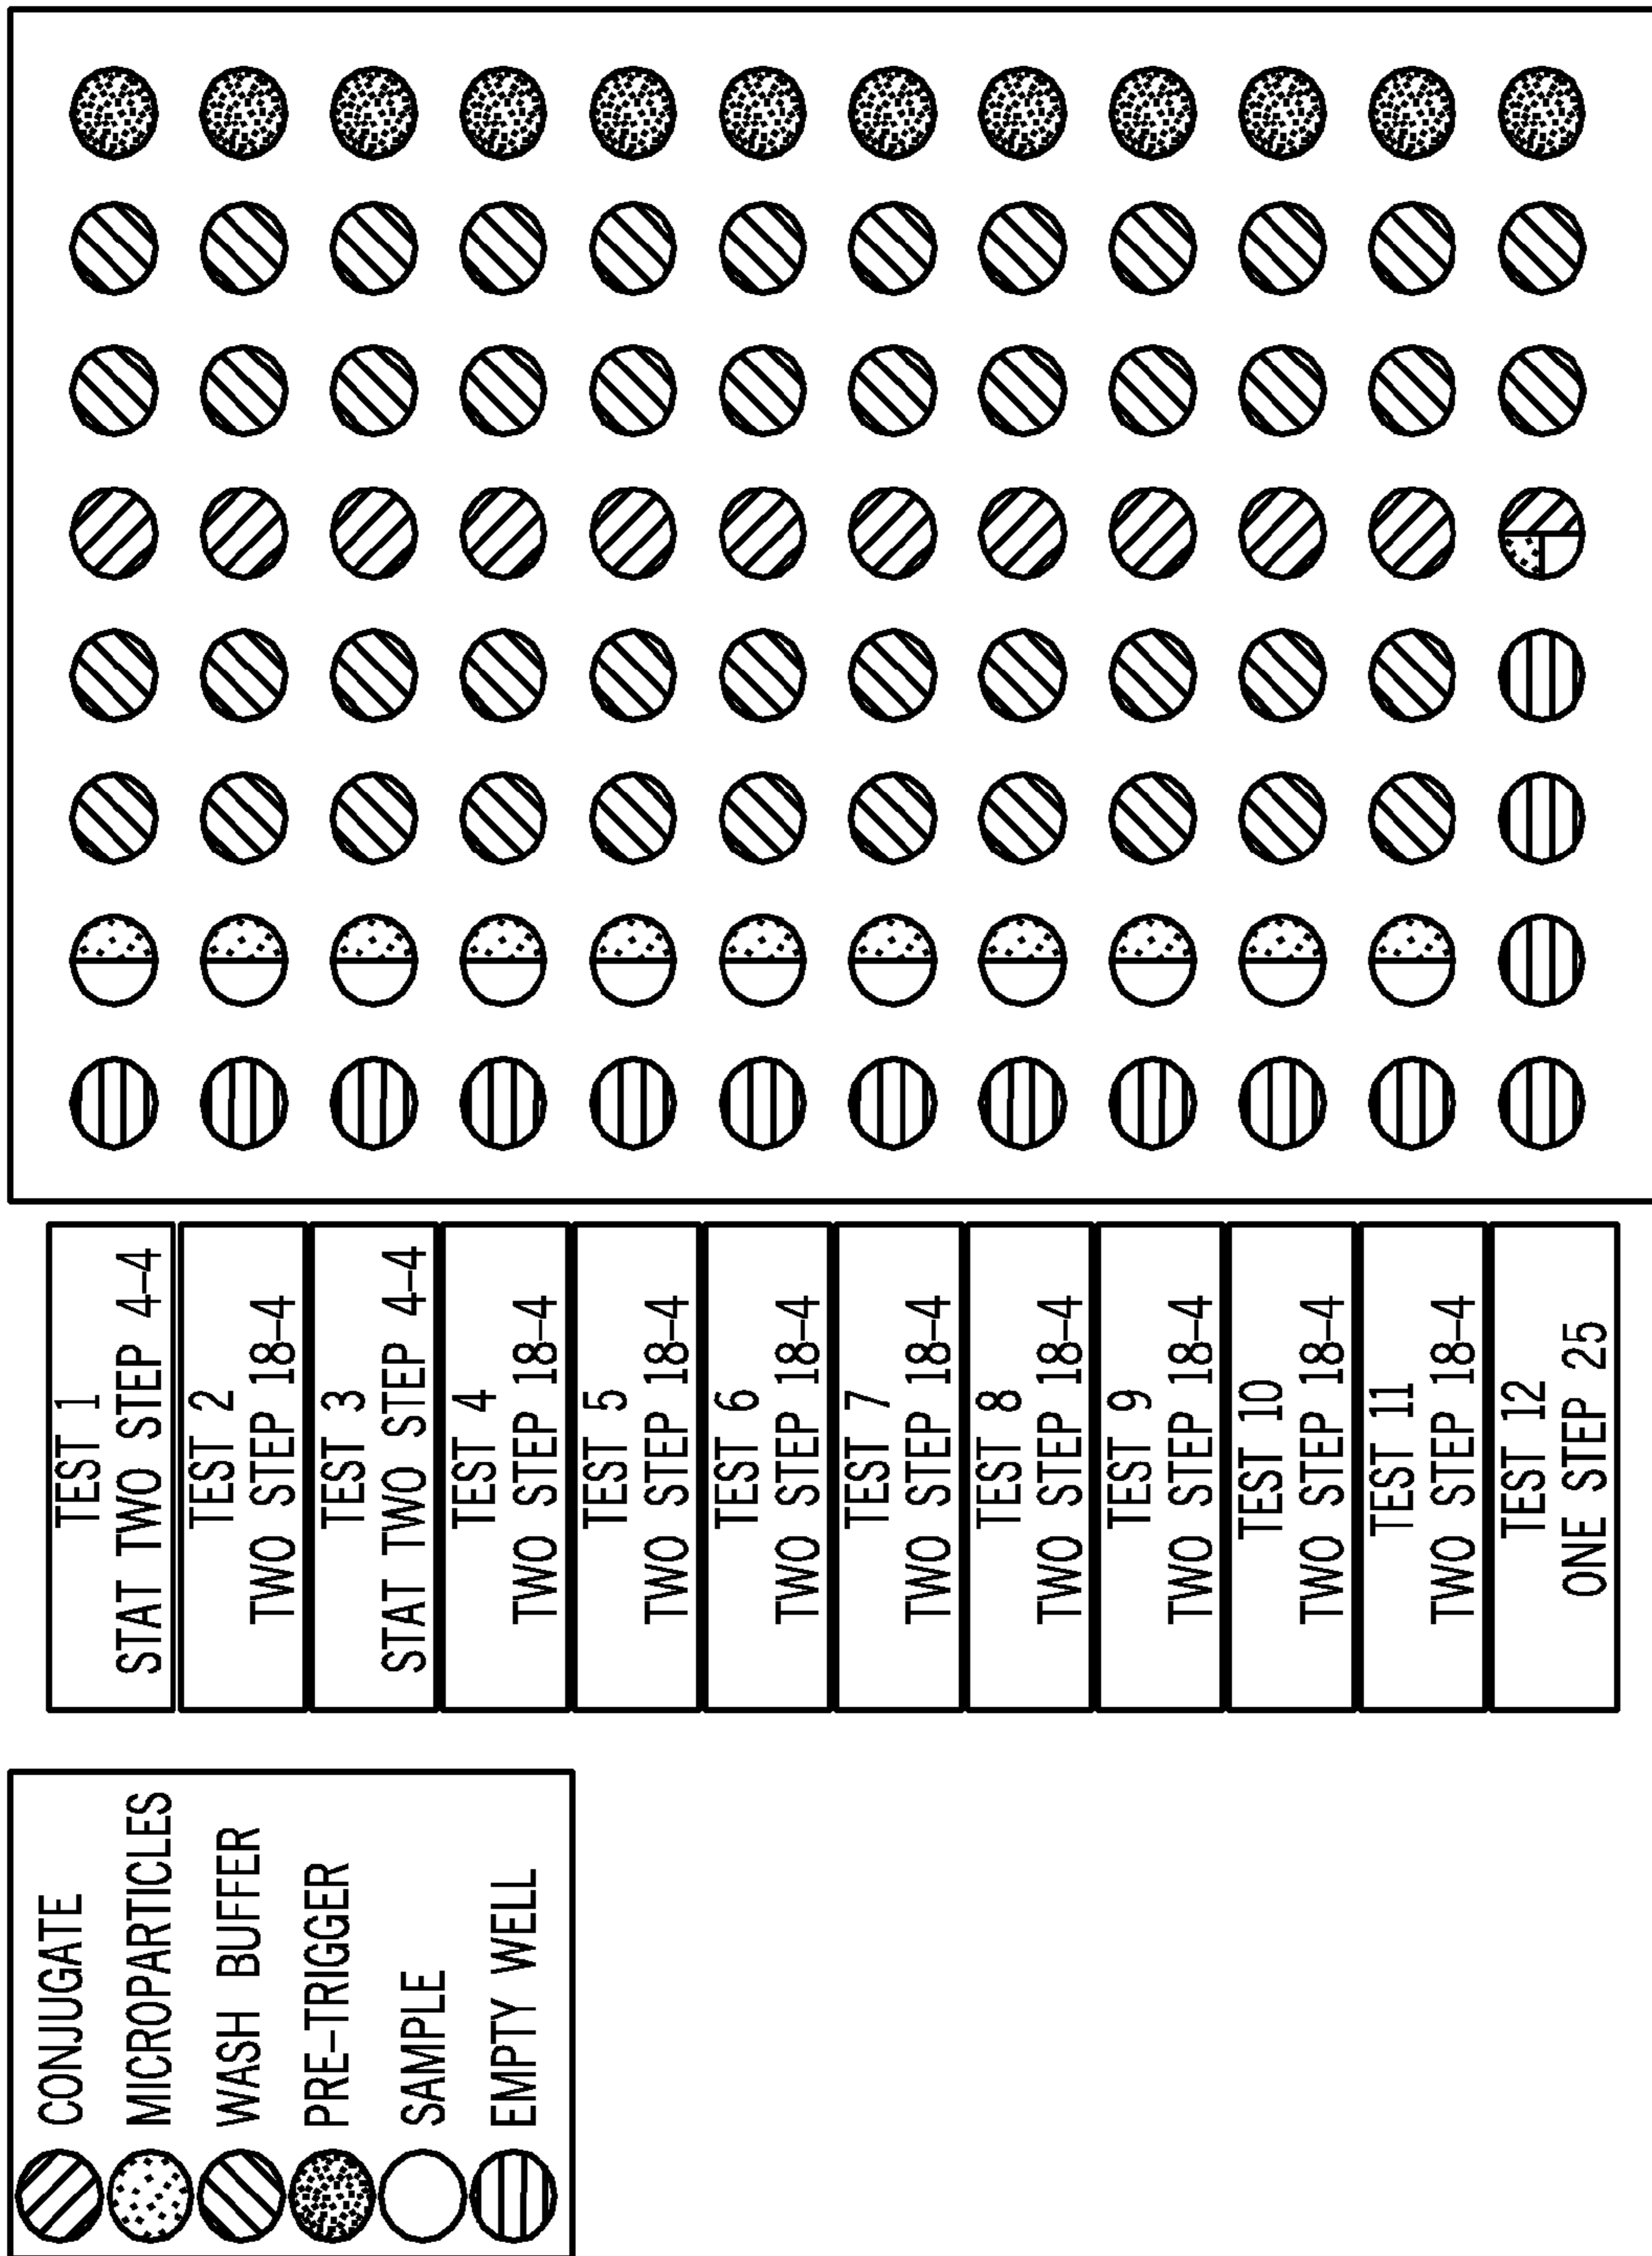 TEST 1
STAT TWO STEP 4-4
TEST 2
TWO STEP 18-4
TEST 3
STAT TWO STEP 4-4
TEST 4
TWO STEP 18-4
TEST 5
TWO STEP 18-4
TEST 6
TWO STEP 18-4
TEST 7
TWO STEP 18-4
TEST 8
TWO STEP 18-4
TEST 9
TWO STEP 18-4
TEST 10
TWO STEP 18-4
TEST 11
TWO STEP 18-4
TEST 12
ONE STEP 25
CONJUGATE
MICROPARTICLES
WASH BUFFER
PRE-TRIGGER
SAMPLE
EMPTY WELL